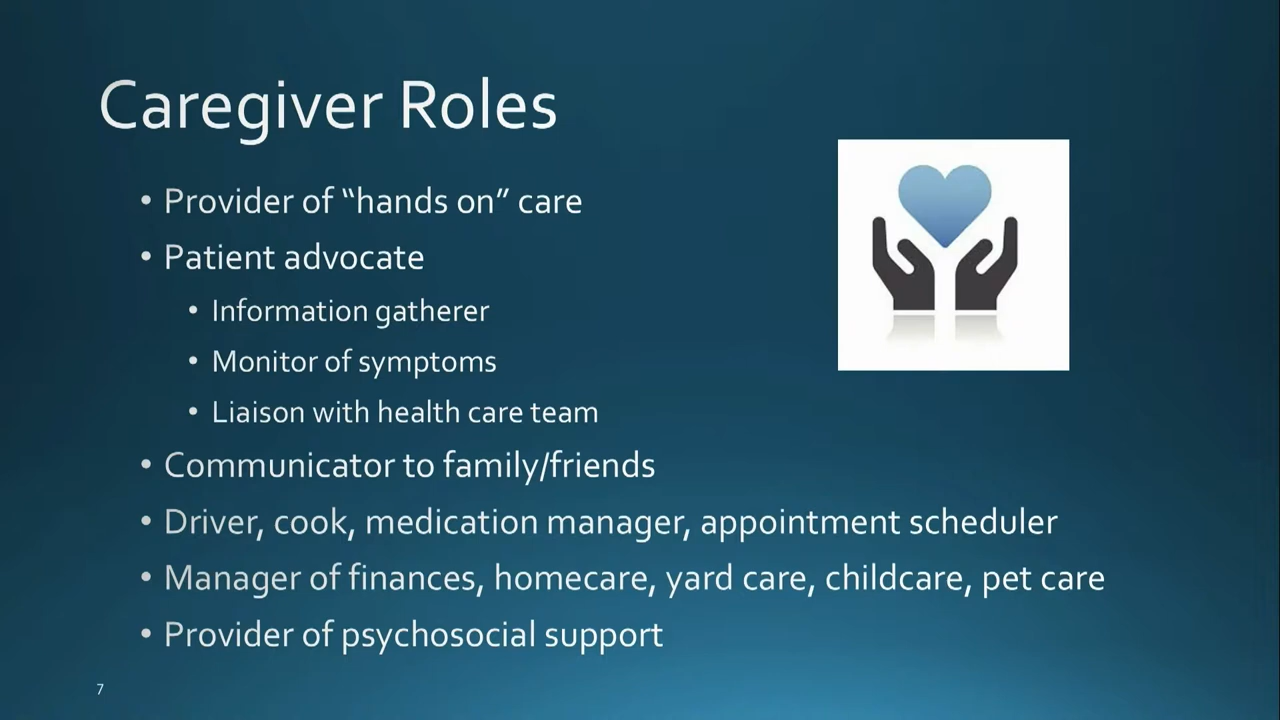 Caregiver Roles
• Provider of “hands on” care
• Patient advocate
• Information gatherer
• Monitor of symptoms
• Liaison with health care team
• Communicator to family/friends
• Driver, cook, medication manager, appointment scheduler
• Manager of finances, homecare, yard care, childcare, pet care
• Provider of psychosocial support
7